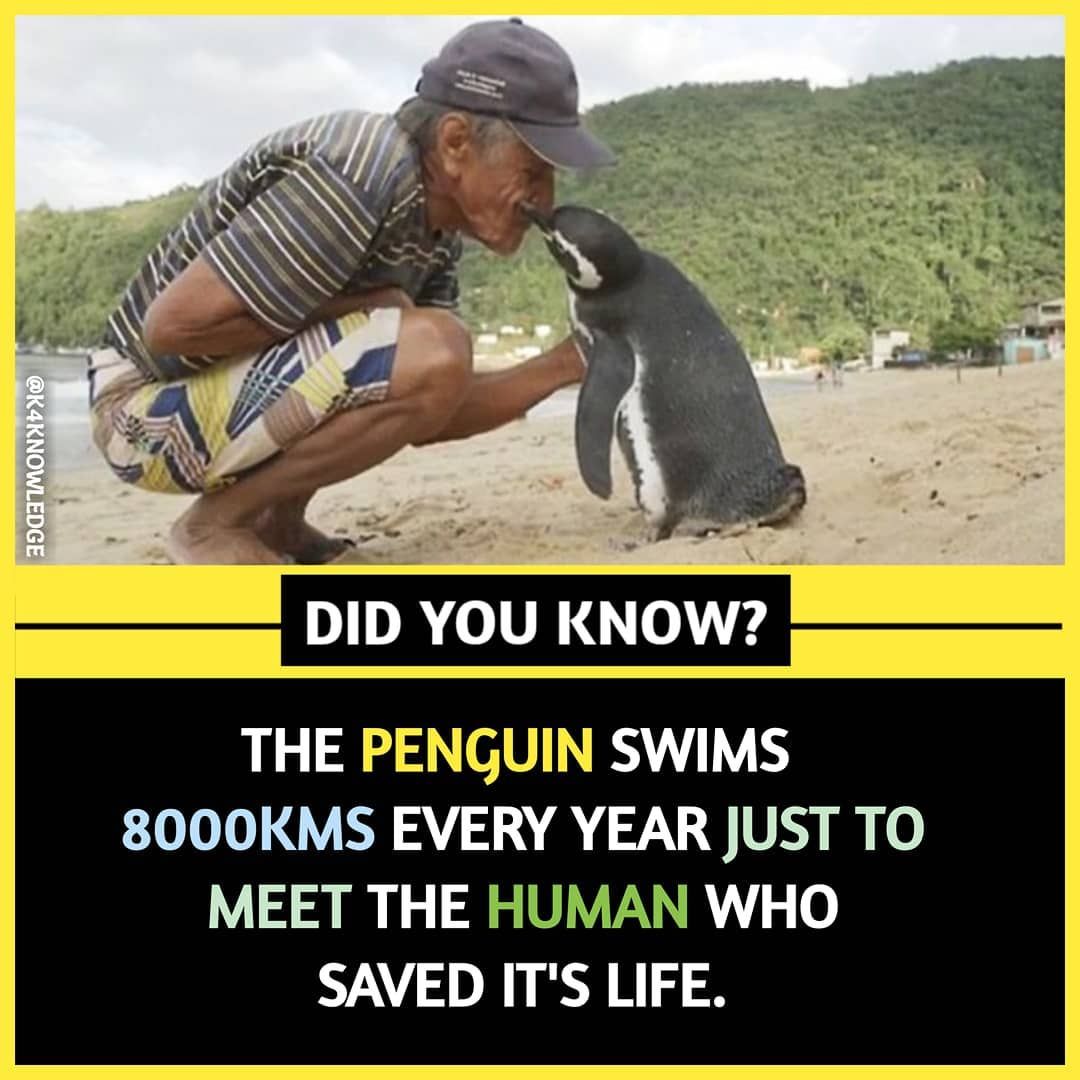 @K4KNOWLEDGE
DID YOU KNOW?
THE PENGUIN SWIMS
8000KMS EVERY YEAR JUST TO
MEET THE HUMAN WHO
SAVED IT'S LIFE.